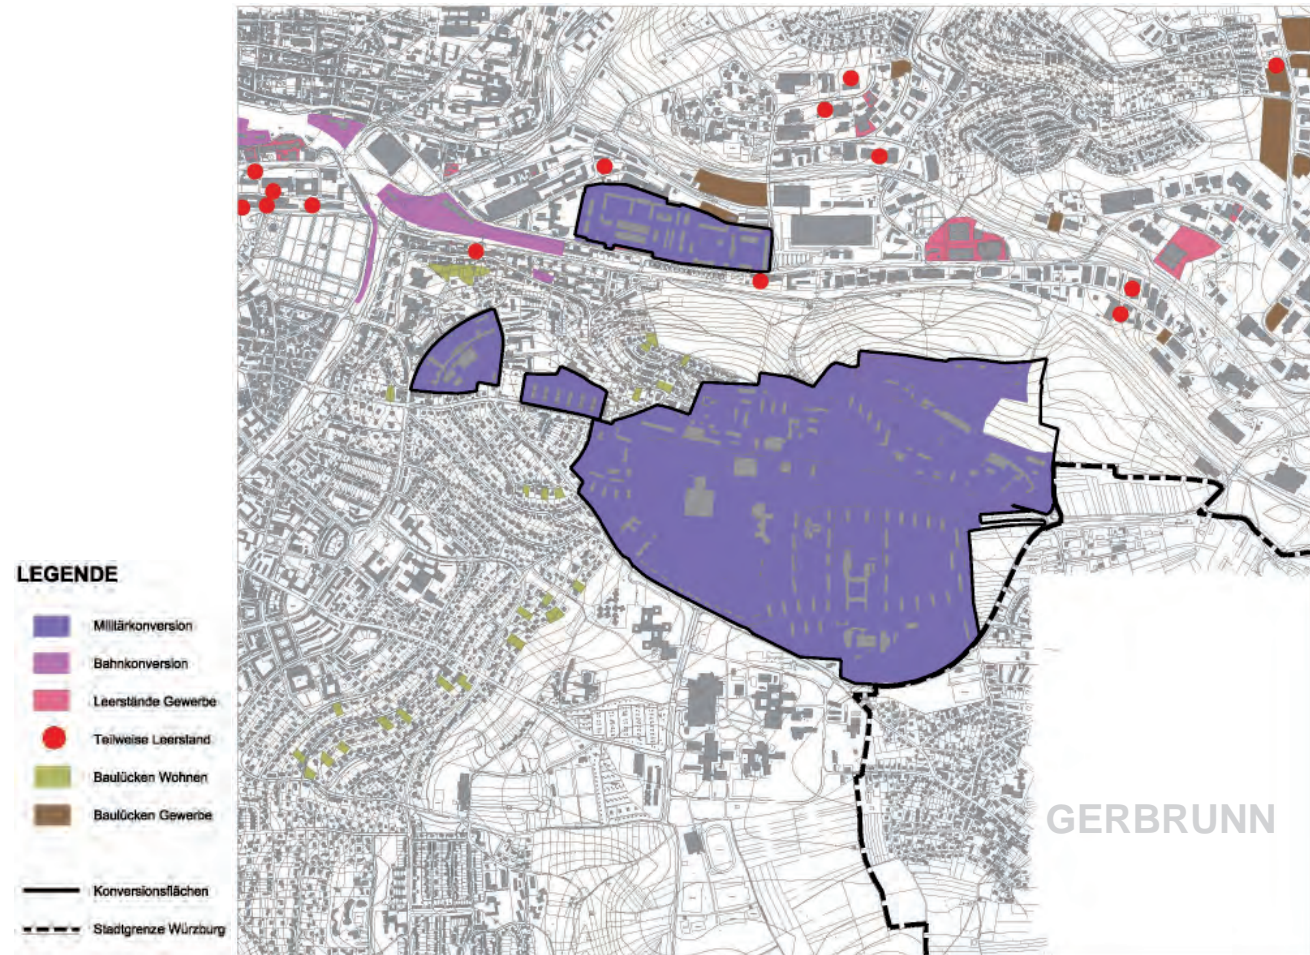 LEGENDE
Militärkonversion
Bahnkonversion
Leerstände Gewerbe
Teilweise Leerstand
Baulücken Wohnen
Baulücken Gewerbe
Konversionsflächen
Stadtgrenze Würzburg
GERBRUNN